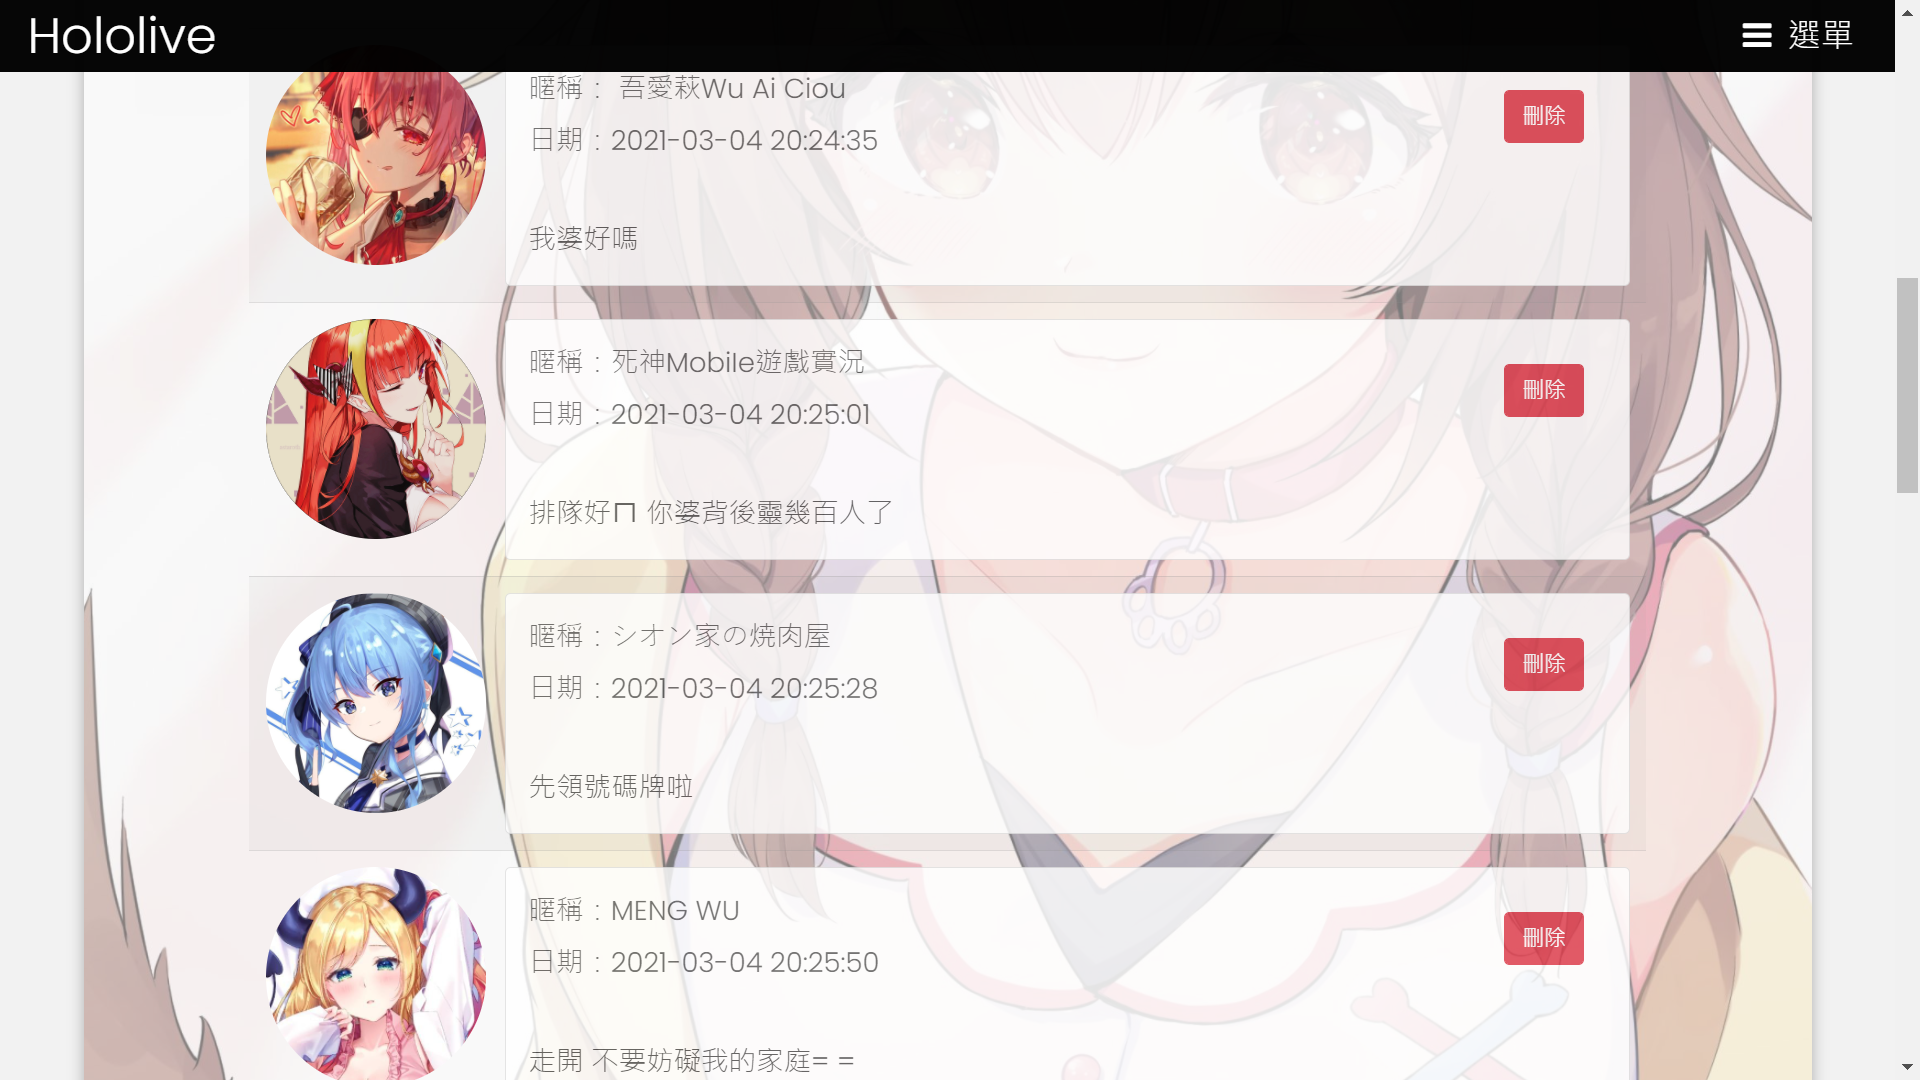 Hololive
選單
暱稱： 吾愛萩Wu Ai Ciou
刪除
日期：2021-03-04 20:24:35
我婆好嗎
暱稱：死神Mobile遊戲實況
刪除
日期：2021-03-04 20:25:01
排隊好ㄇ 你婆背後靈幾百人了
暱稱：シオン家の焼肉屋
刪除
日期：2021-03-04 20:25:28
先領號碼牌啦
暱稱：MENG WU
刪除
日期：2021-03-04 20:25:50
走開 不要妨礙我的家庭= =